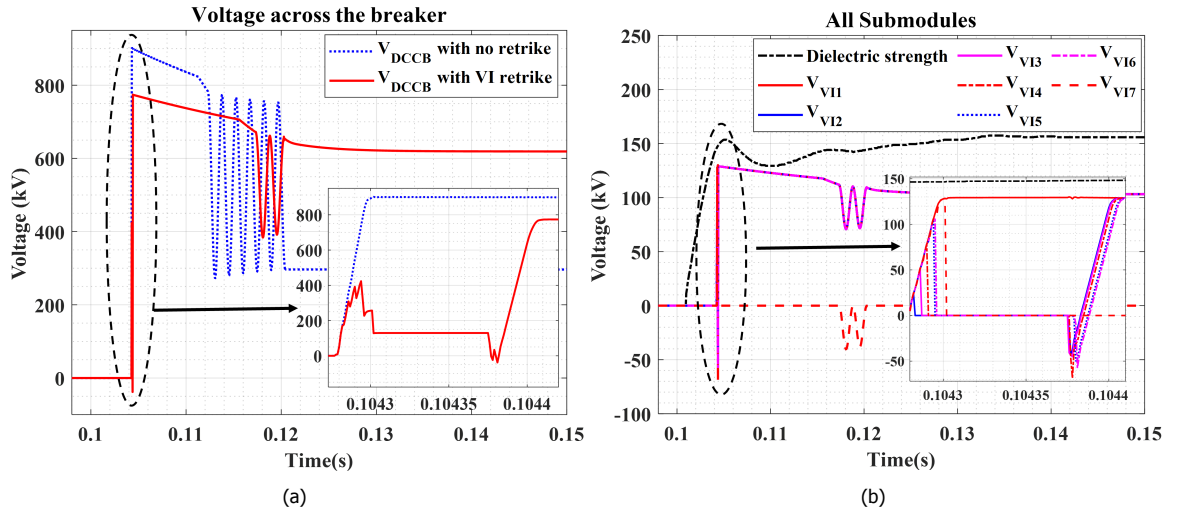 Voltage across the breaker
V_DCCB with no retrike
V_DCCB with VI retrike
Voltage (kV)
800
600
400
200
0
800
600
400
200
0
0.1043
0.10435
0.1044
0.1
0.11
0.12
0.13
0.14
0.15
Time(s)
(a)
All Submodules
Dielectric strength
V_VI1
V_VI2
V_VI3
V_VI4
V_VI5
V_VI6
V_VI7
Voltage (kV)
250
200
150
100
50
0
-50
-100
150
100
50
0
-50
0.1043
0.10435
0.1044
0.1
0.11
0.12
0.13
0.14
0.15
Time(s)
(b)